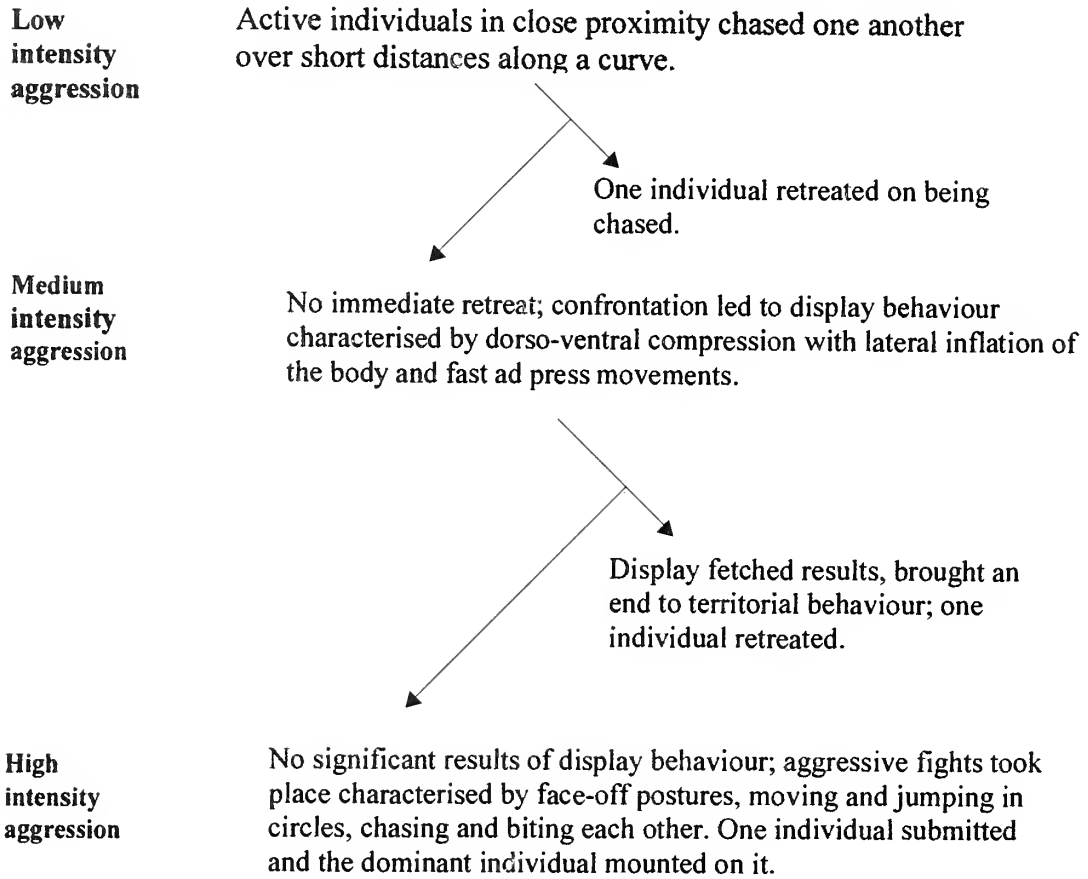 Low
intensity
aggression
Active individuals in close proximity chased one another
over short distances along a curve.
One individual retreated on being
chased.
Medium
intensity
aggression
No immediate retreat; confrontation led to display behaviour
characterised by dorso-ventral compression with lateral inflation of
the body and fast ad press movements.
Display fetched results, brought an
end to territorial behaviour; one
individual retreated.
High
intensity
aggression
No significant results of display behaviour; aggressive fights took
place characterised by face-off postures, moving and jumping in
circles, chasing and biting each other. One individual submitted
and the dominant individual mounted on it.